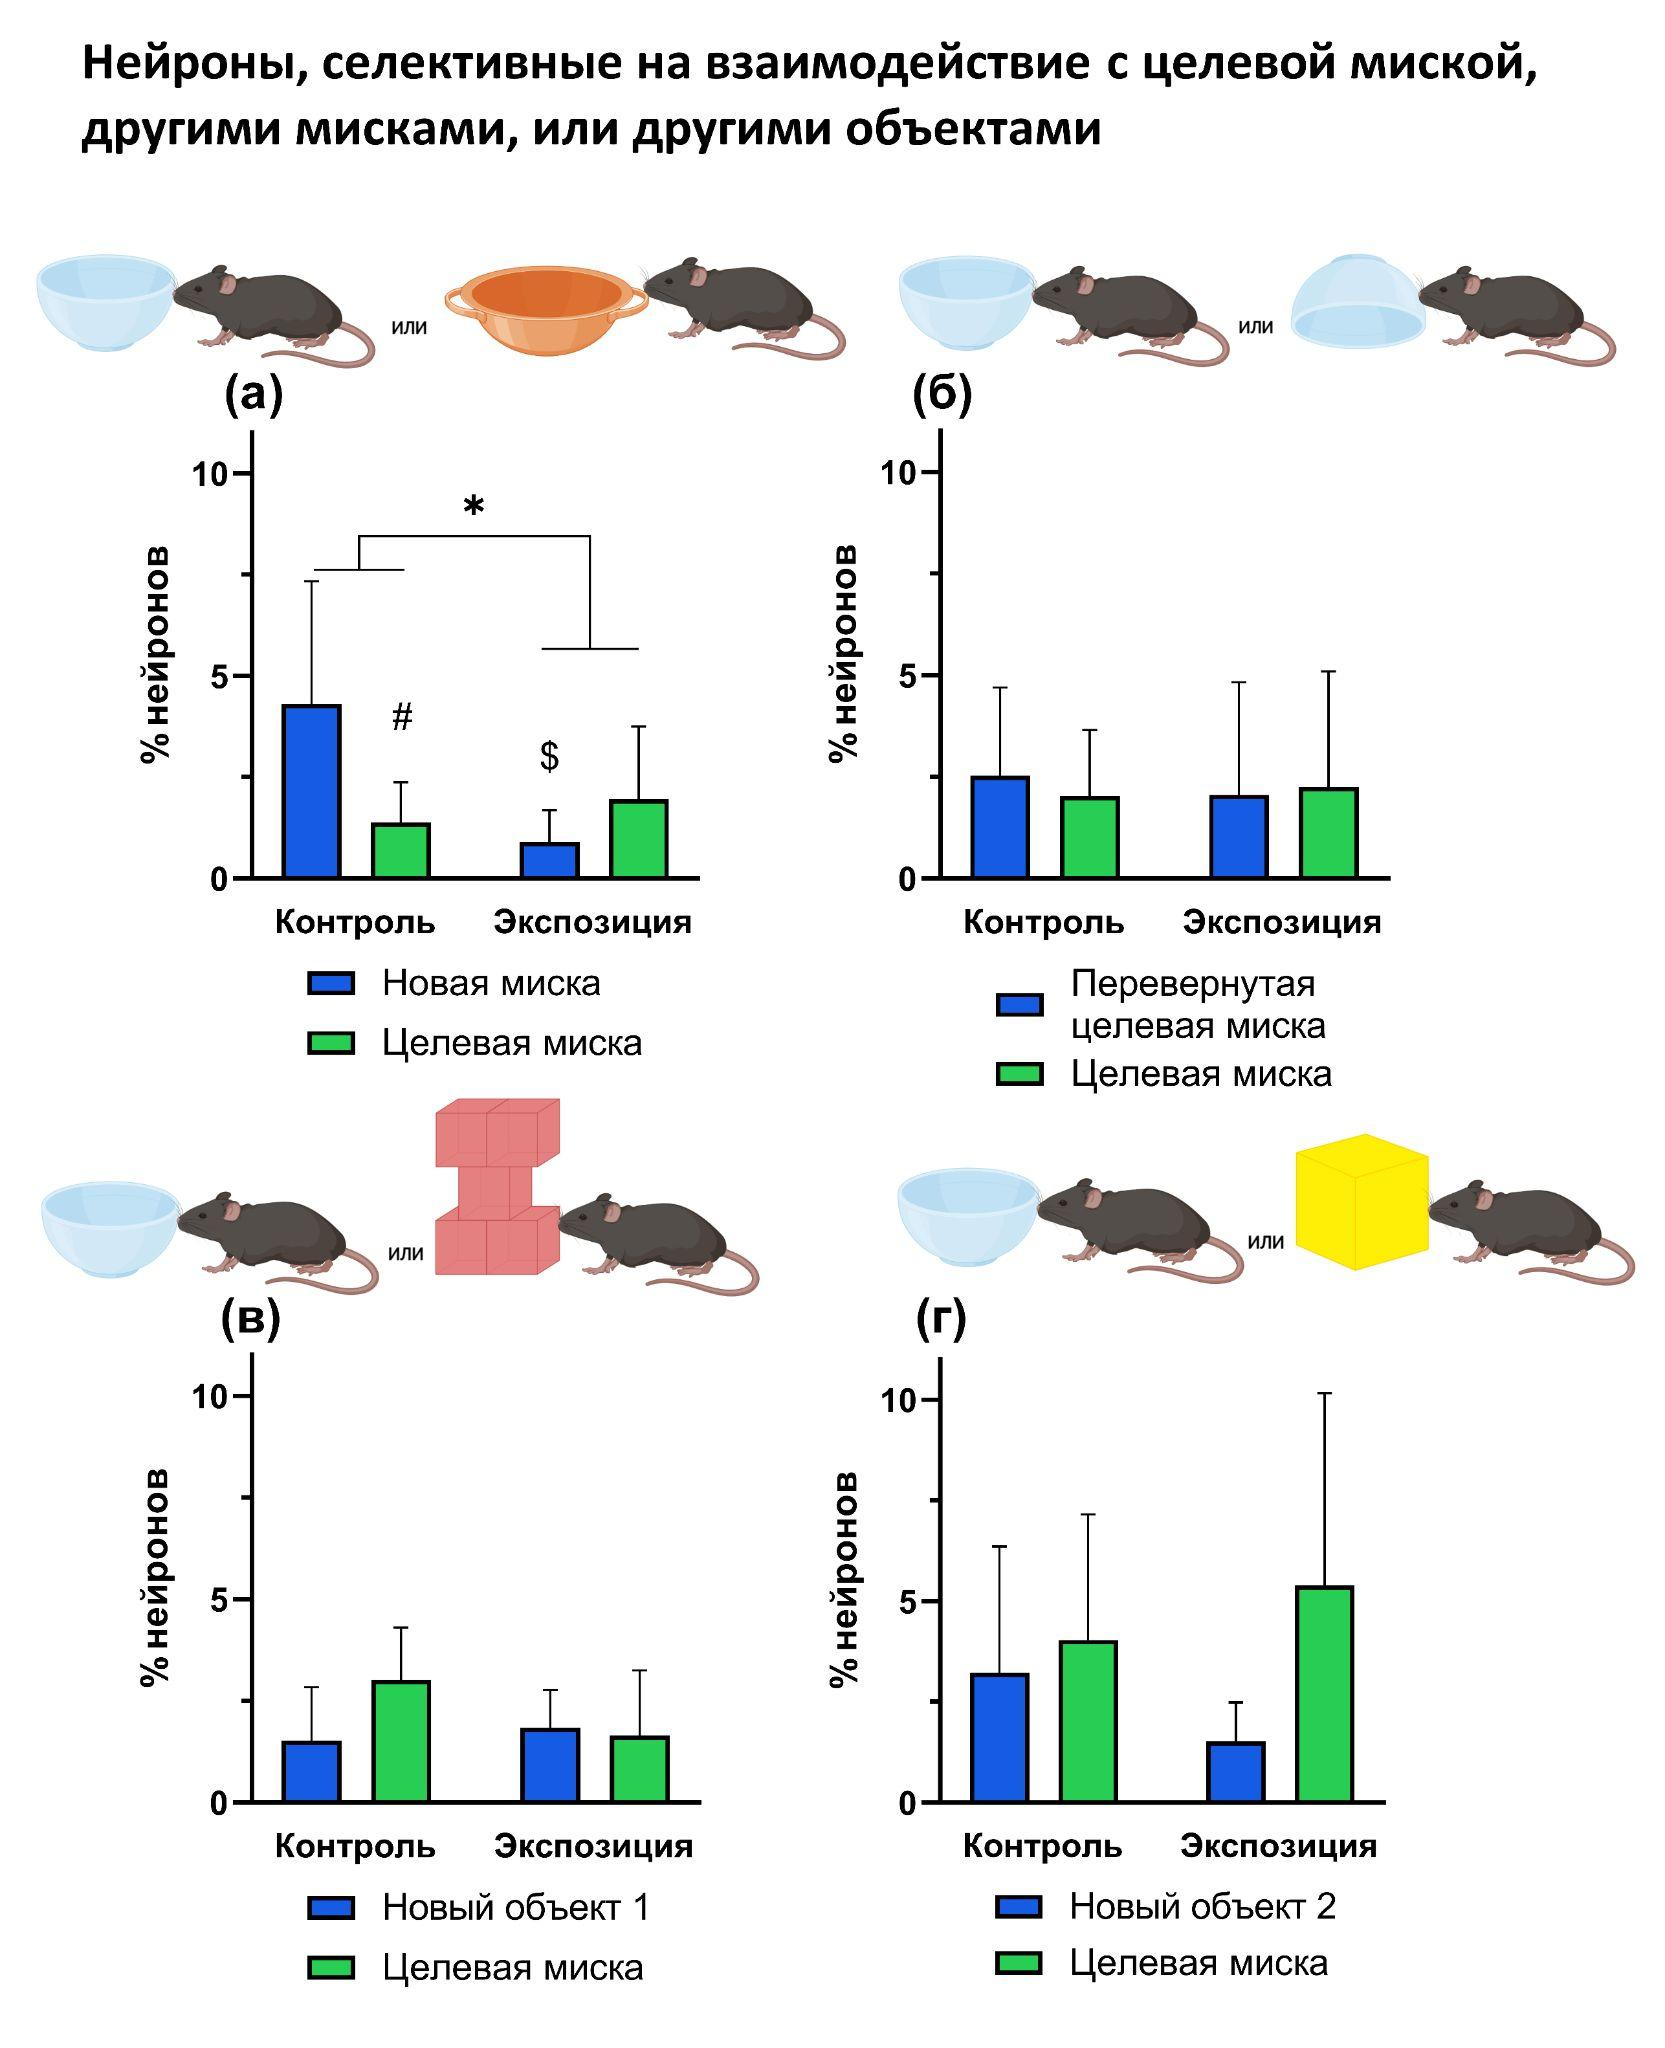 Нейроны, селективные на взаимодействие с целевой миской,
другими мисками, или другими объектами
или
или
(а)
(б)
% нейронов
10
5
0
*
#
$
Контроль
Экспозиция
Новая миска
Целевая миска
% нейронов
10
5
0
Контроль
Экспозиция
Перевернутая
целевая миска
Целевая миска
или
или
(в)
(г)
% нейронов
10
5
0
Контроль
Экспозиция
Новый объект 1
Целевая миска
% нейронов
10
5
0
Контроль
Экспозиция
Новый объект 2
Целевая миска